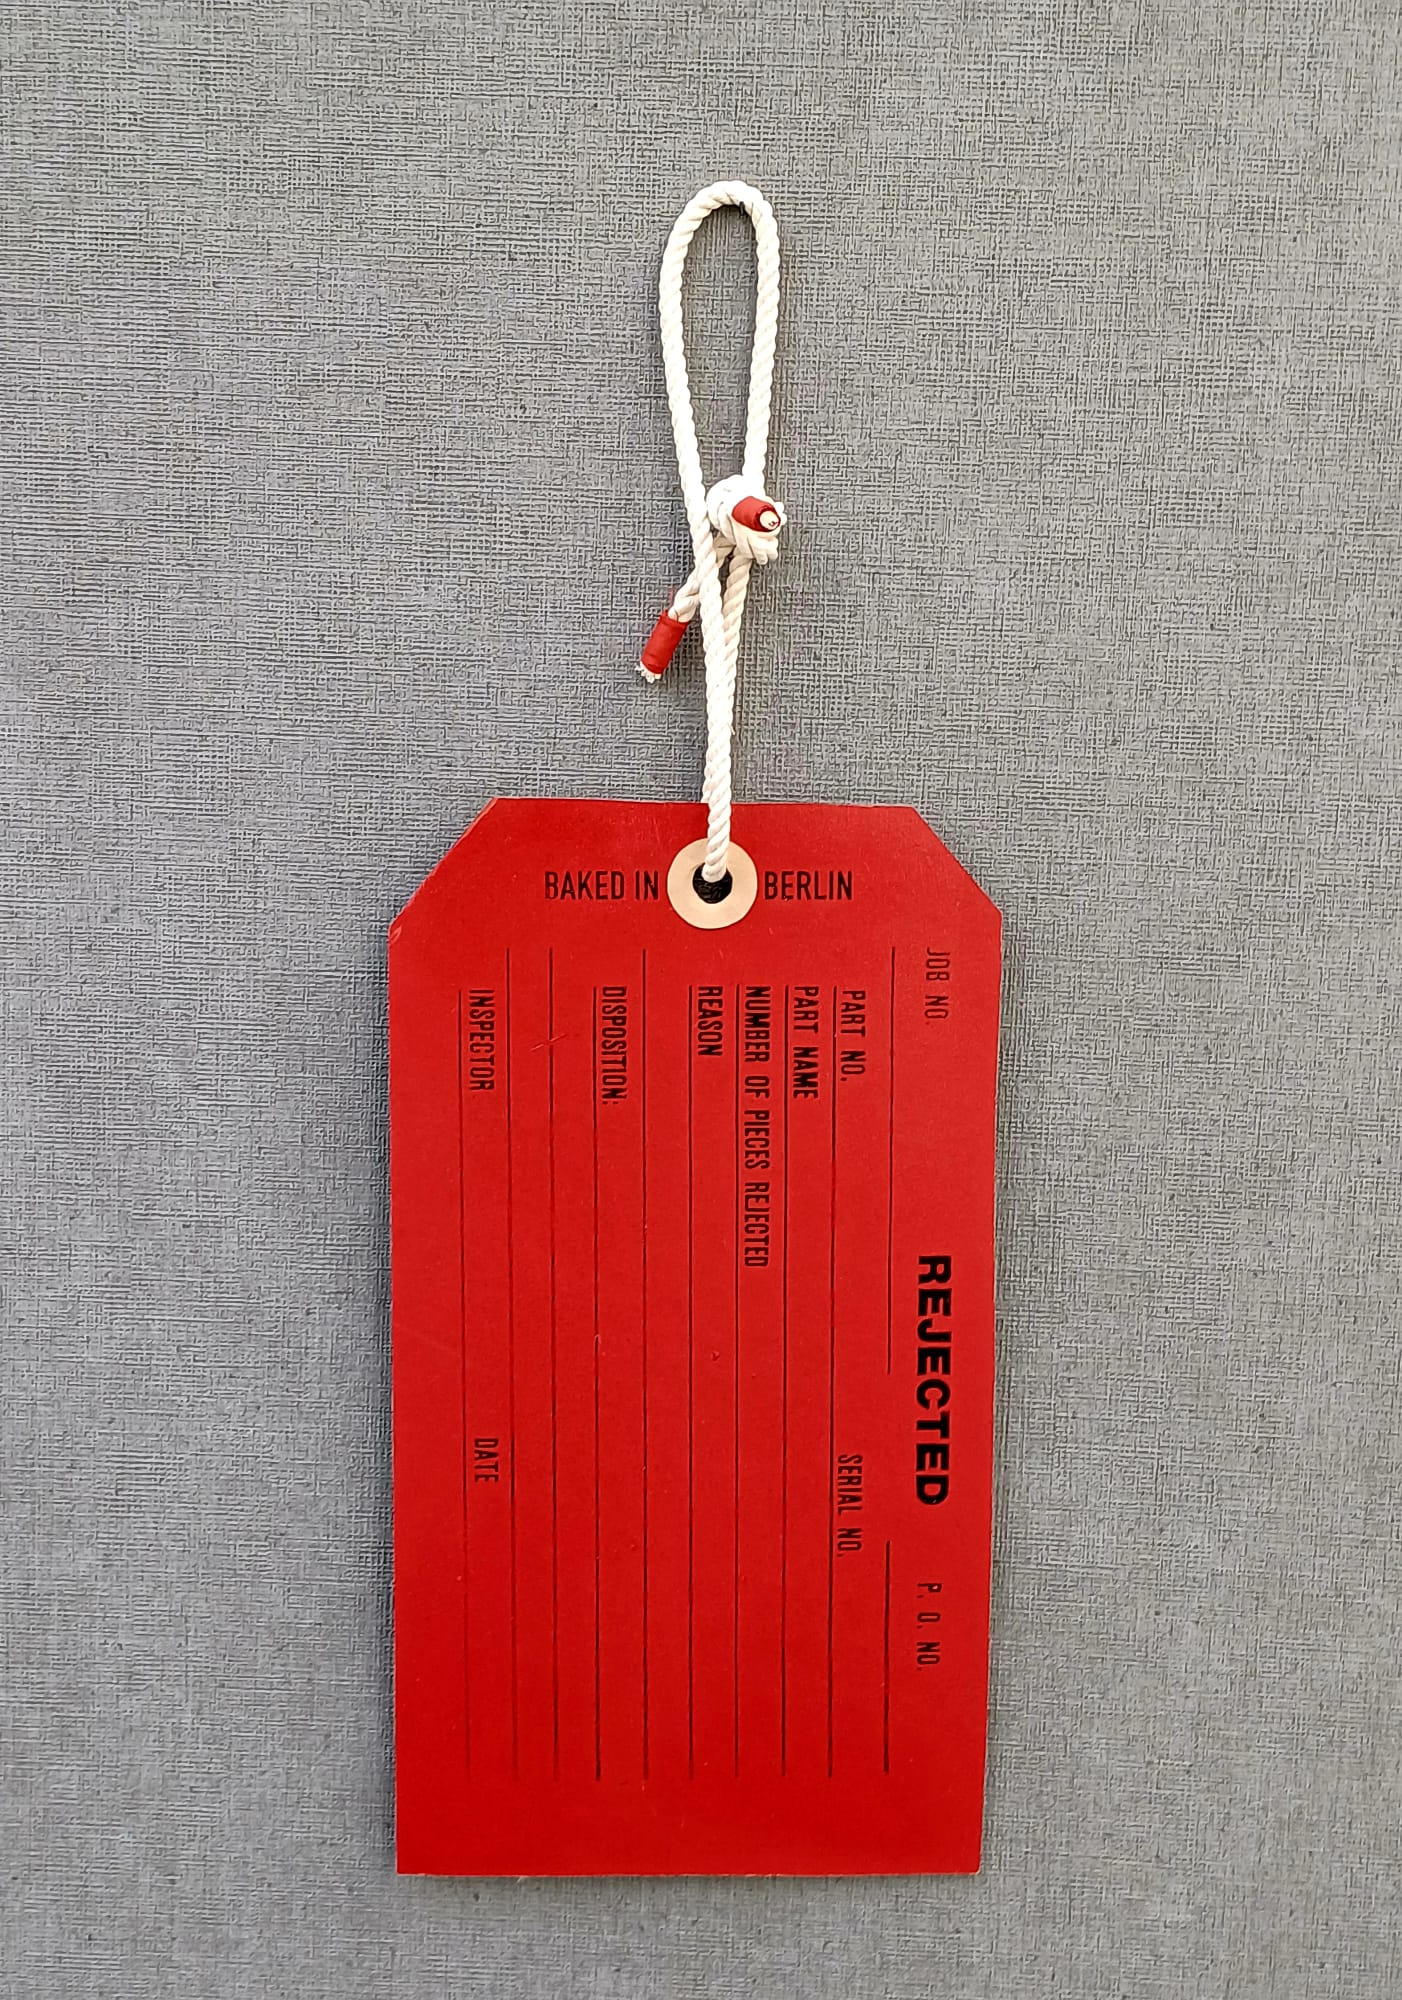 BAKED IN BERLIN
JOB NO. REJECTED P. O. NO.
PART NO. SERIAL NO.
PART NAME
NUMBER OF PIECES REJECTED
REASON
DISPOSITION:
INSPECTOR DATE